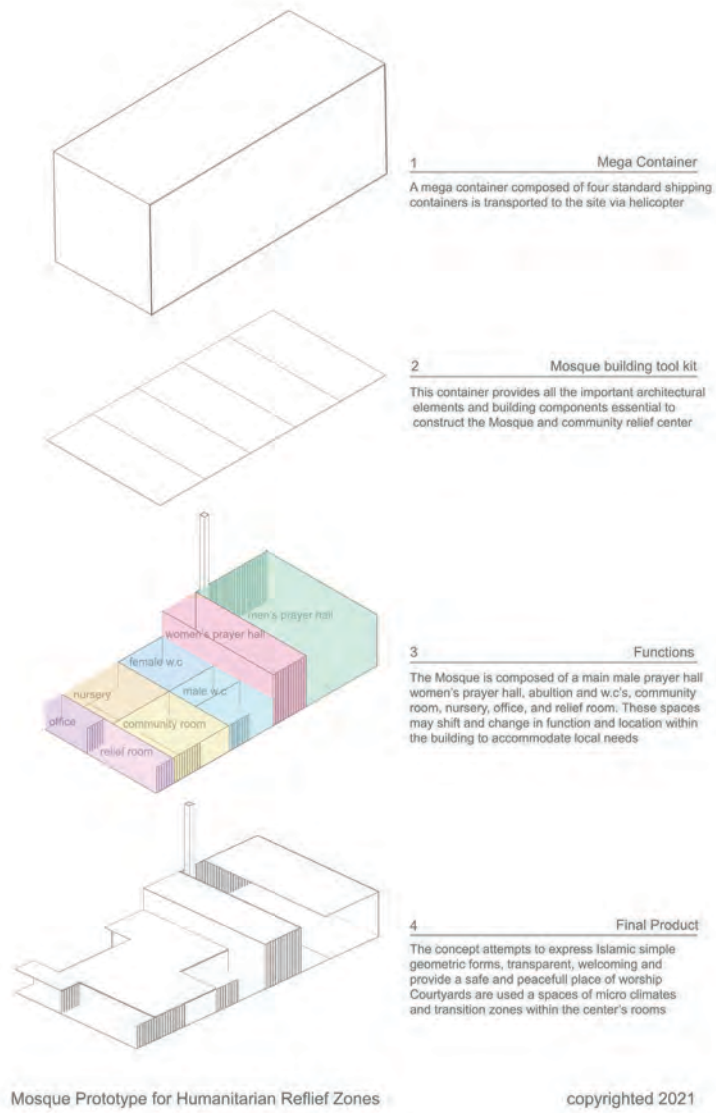 1 Mega Container
A mega container composed of four standard shipping
containers is transported to the site via helicopter
2 Mosque building tool kit
This container provides all the important architectural
elements and building components essential to
construct the Mosque and community relief center
men's prayer hall
women's prayer hall
female w.c
male w.c
nursery
community room
office
relief room
3 Functions
The Mosque is composed of a main male prayer hall
women's prayer hall, abultion and w.c's, community
room, nursery, office, and relief room. These spaces
may shift and change in function and location within
the building to accommodate local needs
4 Final Product
The concept attempts to express Islamic simple
geometric forms, transparent, welcoming and
provide a safe and peacefull place of worship
Courtyards are used a spaces of micro climates
and transition zones within the center's rooms
Mosque Prototype for Humanitarian Reflief Zones copyrighted 2021